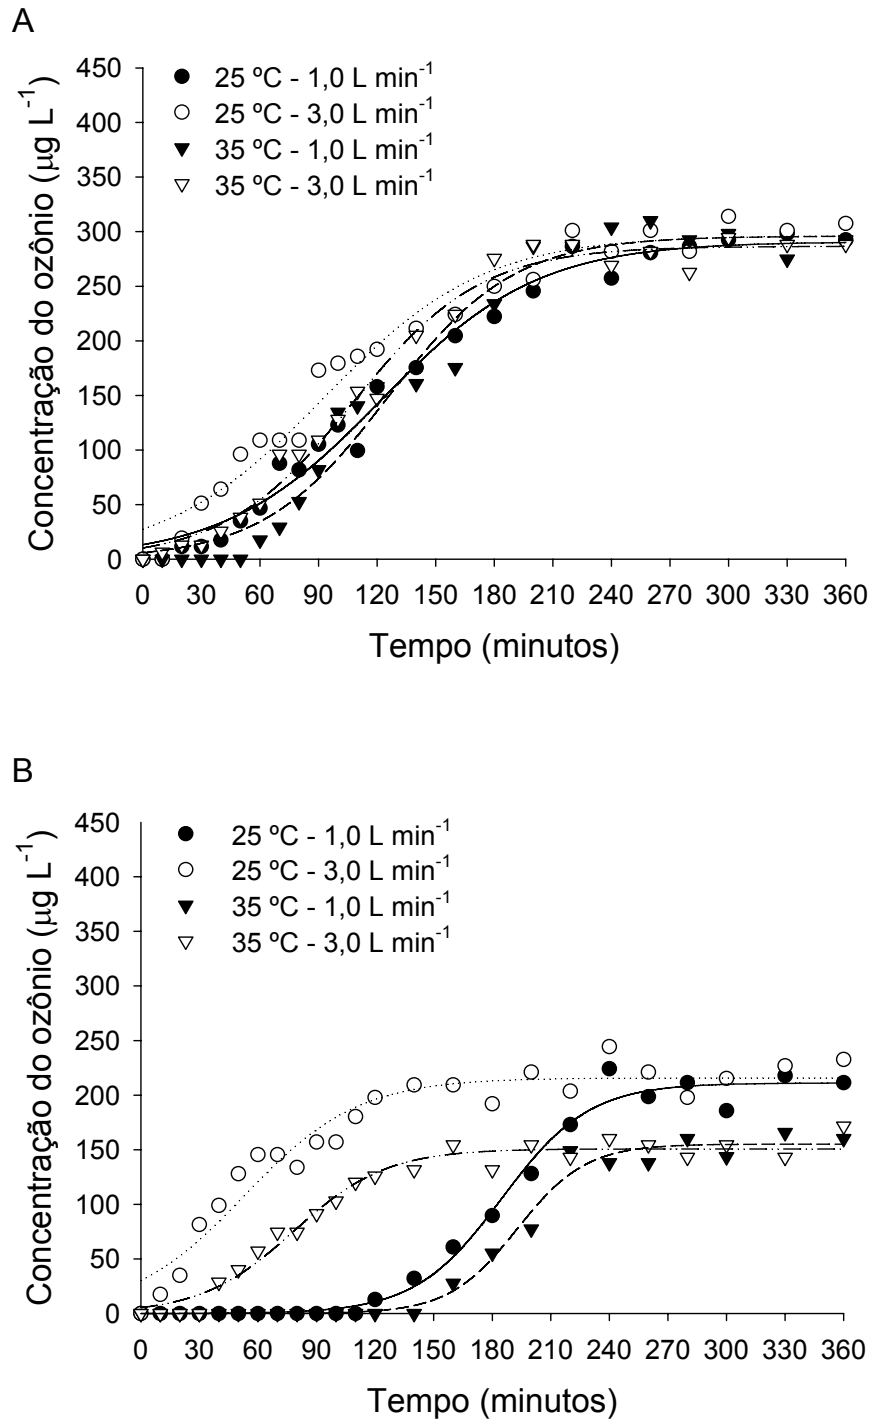 A
Concentração do ozônio (µg L⁻¹)
450
400
350
300
250
200
150
100
50
0
25 ºC - 1,0 L min⁻¹
25 ºC - 3,0 L min⁻¹
35 ºC - 1,0 L min⁻¹
35 ºC - 3,0 L min⁻¹
0 30 60 90 120 150 180 210 240 270 300 330 360
Tempo (minutos)
B
Concentração do ozônio (µg L⁻¹)
450
400
350
300
250
200
150
100
50
0
25 ºC - 1,0 L min⁻¹
25 ºC - 3,0 L min⁻¹
35 ºC - 1,0 L min⁻¹
35 ºC - 3,0 L min⁻¹
0 30 60 90 120 150 180 210 240 270 300 330 360
Tempo (minutos)